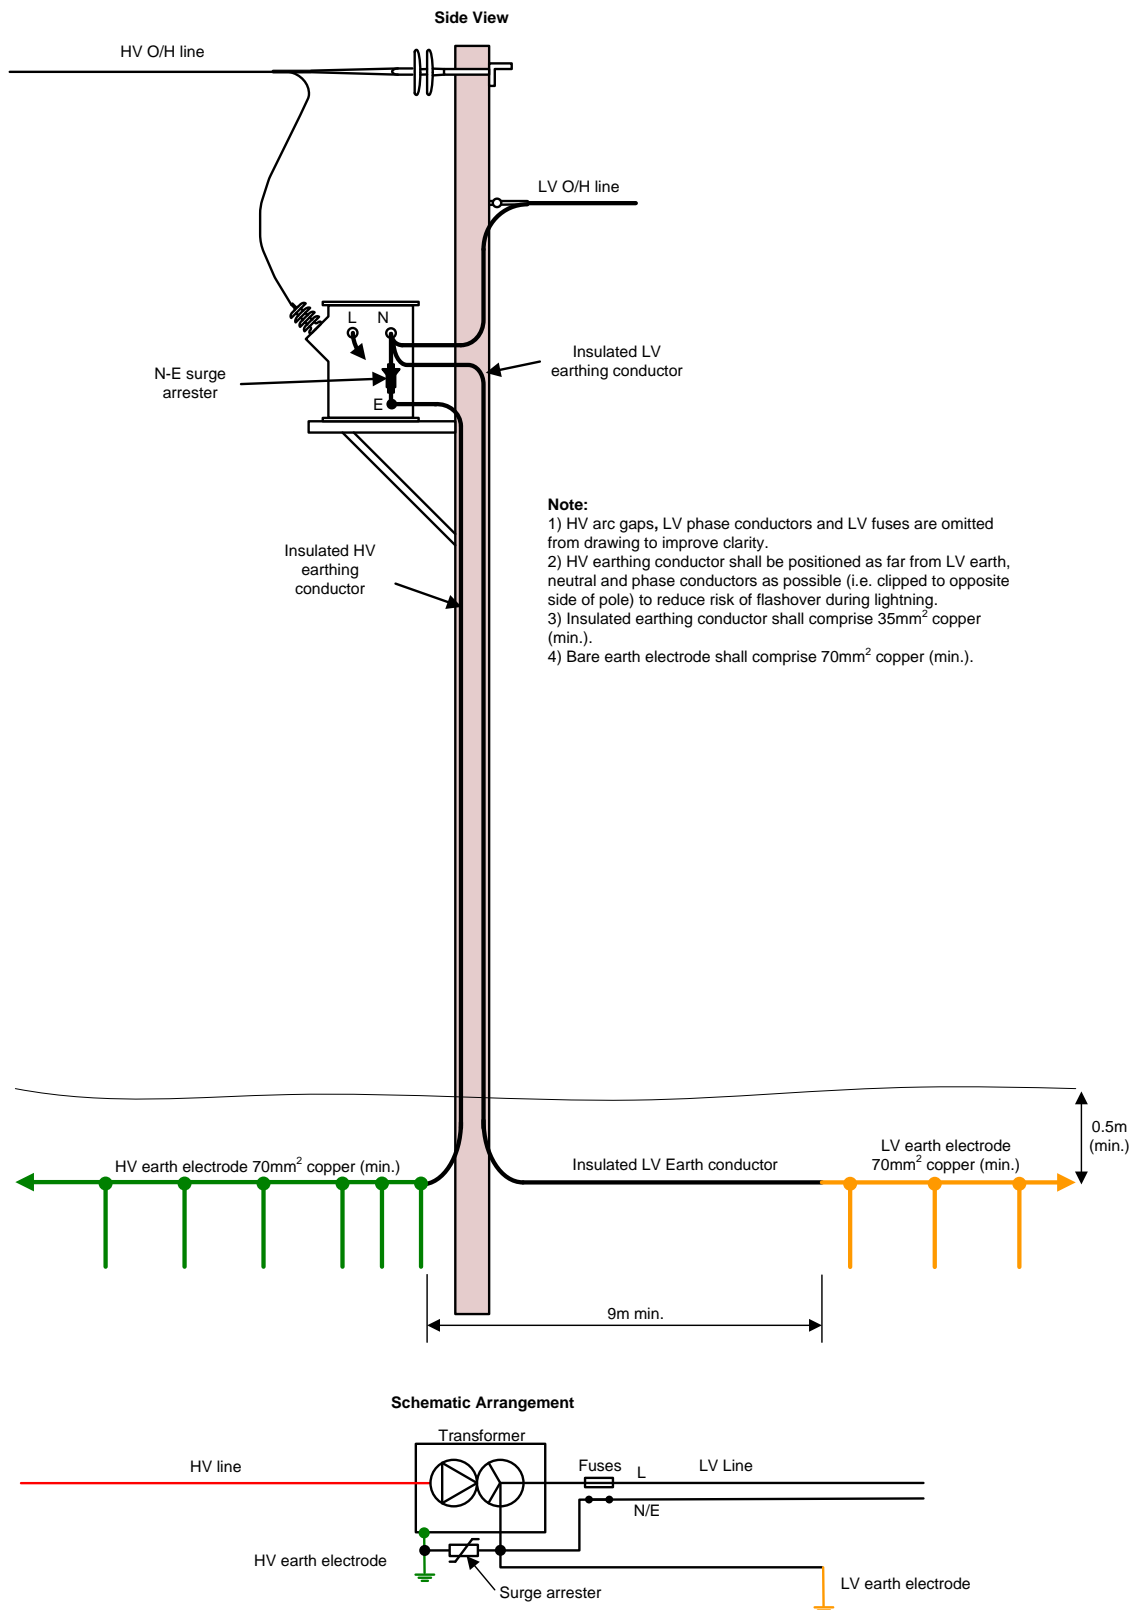 Side View
HV O/H line
LV O/H line
L N
Insulated LV
earthing conductor
N-E surge
arrester
E
Note:
1) HV arc gaps, LV phase conductors and LV fuses are omitted
from drawing to improve clarity.
2) HV earthing conductor shall be positioned as far from LV earth,
neutral and phase conductors as possible (i.e. clipped to opposite
side of pole) to reduce risk of flashover during lightning.
3) Insulated earthing conductor shall comprise 35mm² copper
(min.).
4) Bare earth electrode shall comprise 70mm² copper (min.).
Insulated HV
earthing
conductor
0.5m
(min.)
HV earth electrode 70mm² copper (min.)
Insulated LV Earth conductor
LV earth electrode
70mm² copper (min.)
9m min.
Schematic Arrangement
Transformer
HV line
Fuses
L
LV Line
N/E
HV earth electrode
Surge arrester
LV earth electrode